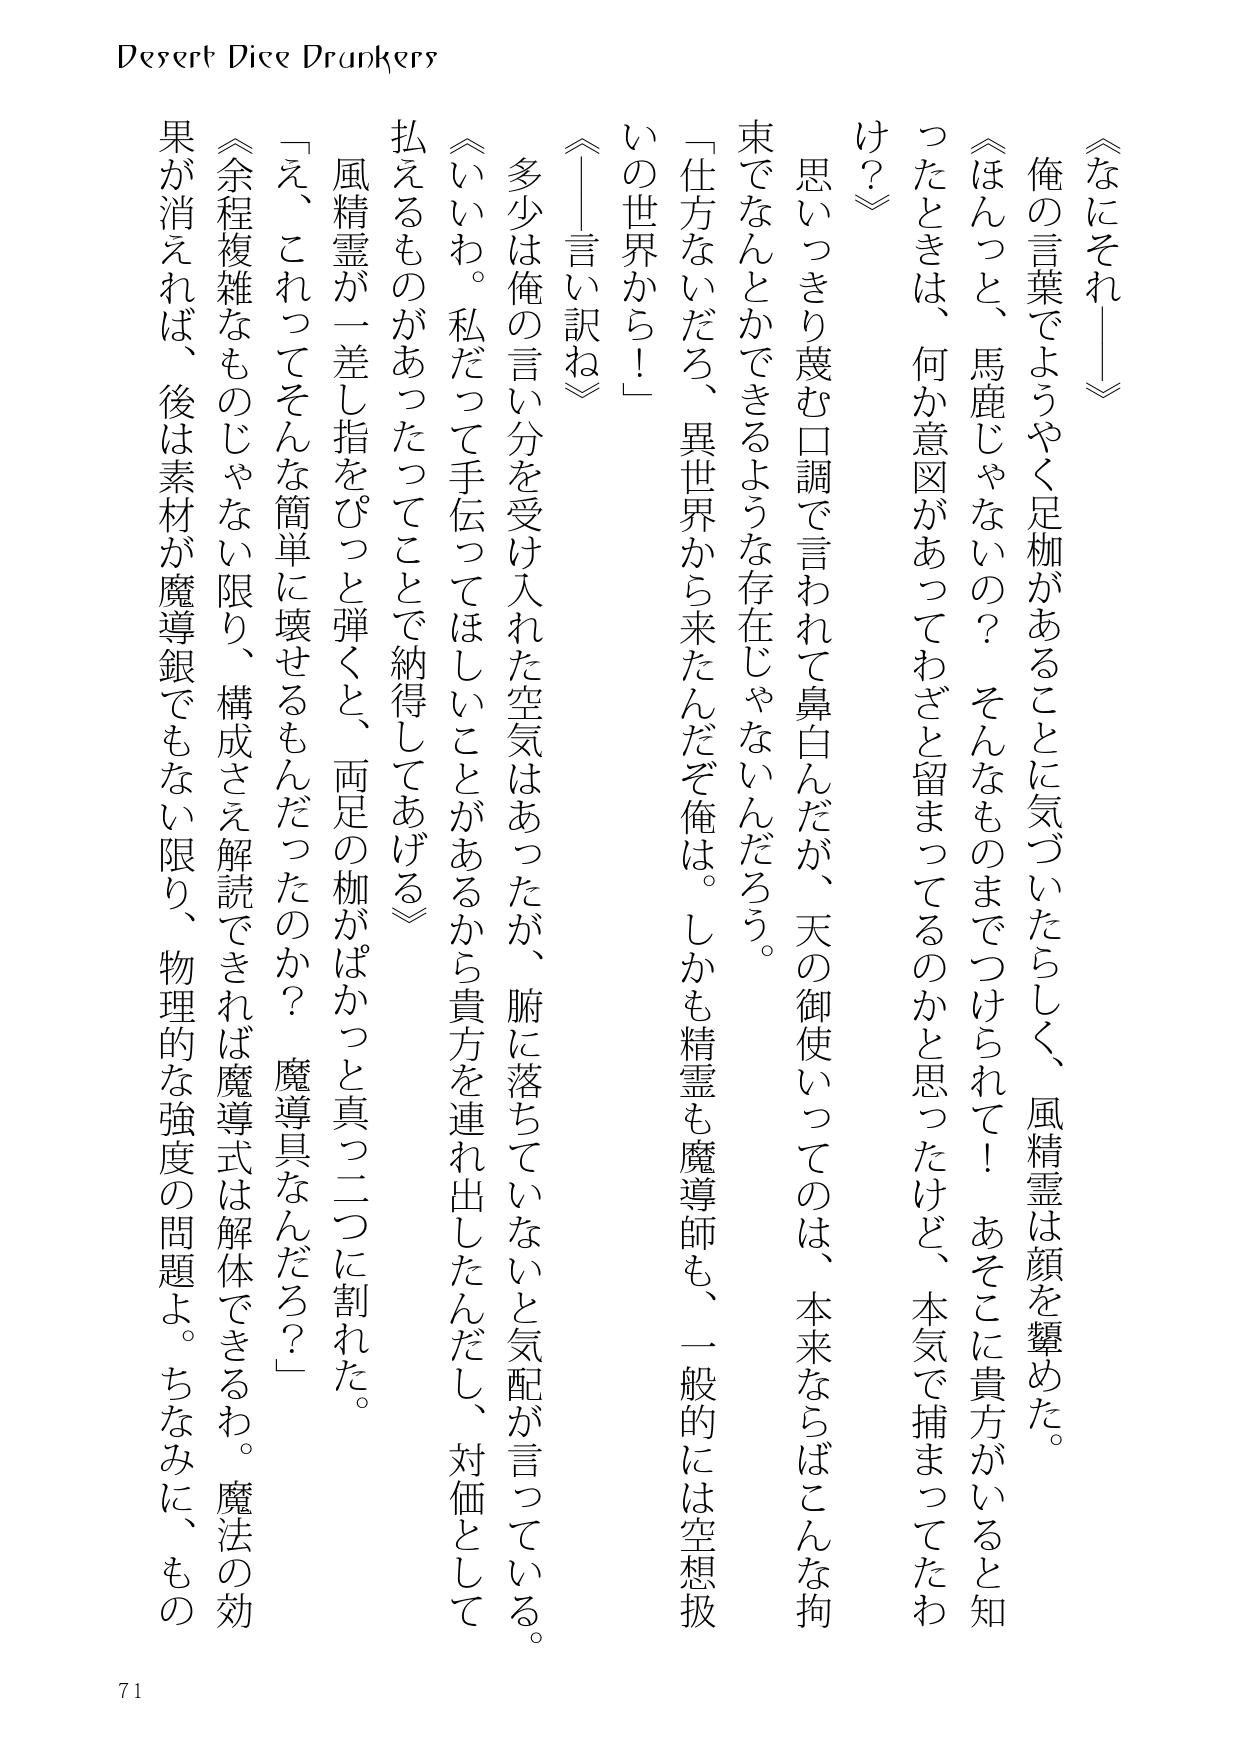 Desert Dice Drunkers
《なにそれ――》
　俺の言葉でようやく足枷があることに気づいたらしく、風精霊は顔を顰めた。
《ほんっと、馬鹿じゃないの？　そんなものまでつけられて！　あそこに貴方がいると知
ったときは、何か意図があってわざと留まってるのかと思ったけど、本気で捕まってたわ
け？》
　思いっきり蔑む口調で言われて鼻白んだが、天の御使いってのは、本来ならばこんな拘
束でなんとかできるような存在じゃないんだろう。
「仕方ないだろ、異世界から来たんだぞ俺は。しかも精霊も魔導師も、一般的には空想扱
いの世界から！」
《――言い訳ね》
　多少は俺の言い分を受け入れた空気はあったが、腑に落ちていないと気配が言っている。
《いいわ。私だって手伝ってほしいことがあるから貴方を連れ出したんだし、対価として
払えるものがあったってことで納得してあげる》
　風精霊が一差し指をぴっと弾くと、両足の枷がぱかっと真っ二つに割れた。
「え、これってそんな簡単に壊せるもんだったのか？　魔導具なんだろ？」
《余程複雑なものじゃない限り、構成さえ解読できれば魔導式は解体できるわ。魔法の効
果が消えれば、後は素材が魔導銀でもない限り、物理的な強度の問題よ。ちなみに、もの
71